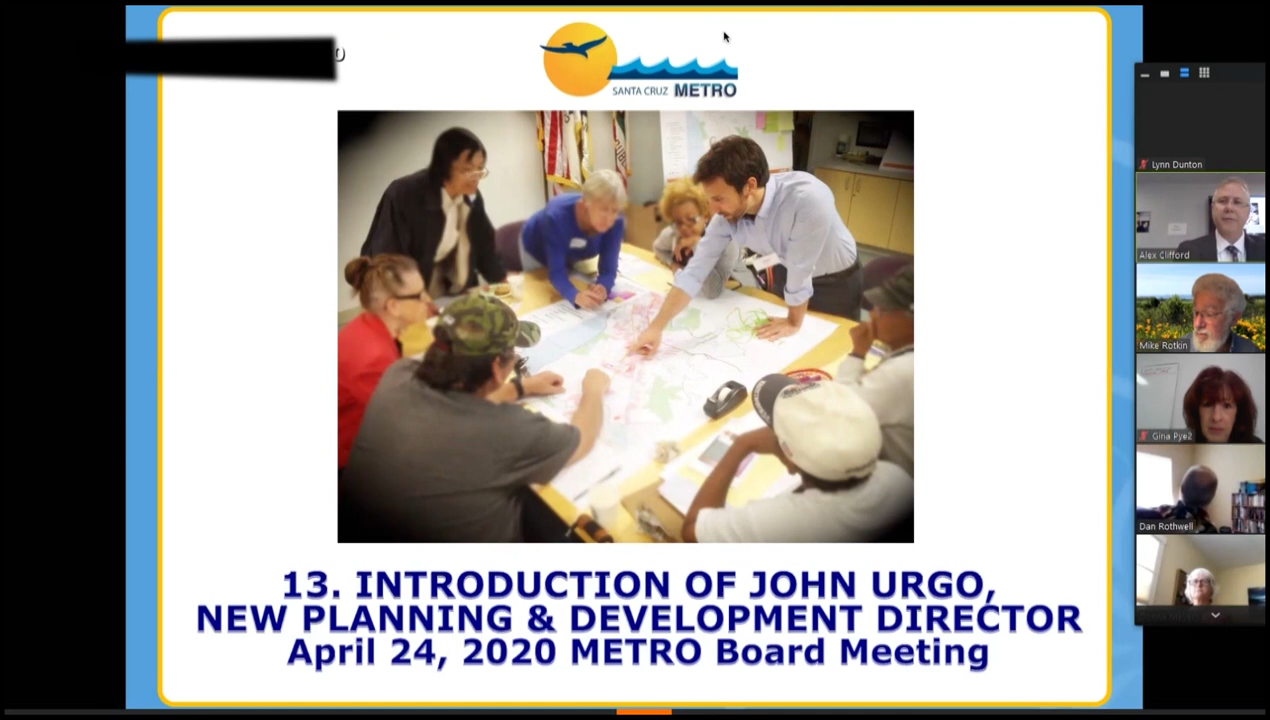 SANTA CRUZ METRO
13. INTRODUCTION OF JOHN URGO,
NEW PLANNING & DEVELOPMENT DIRECTOR
April 24, 2020 METRO Board Meeting
Lynn Dunton
Alex Clifford
Mike Rotkin
Gina Pye2
Dan Rothwell